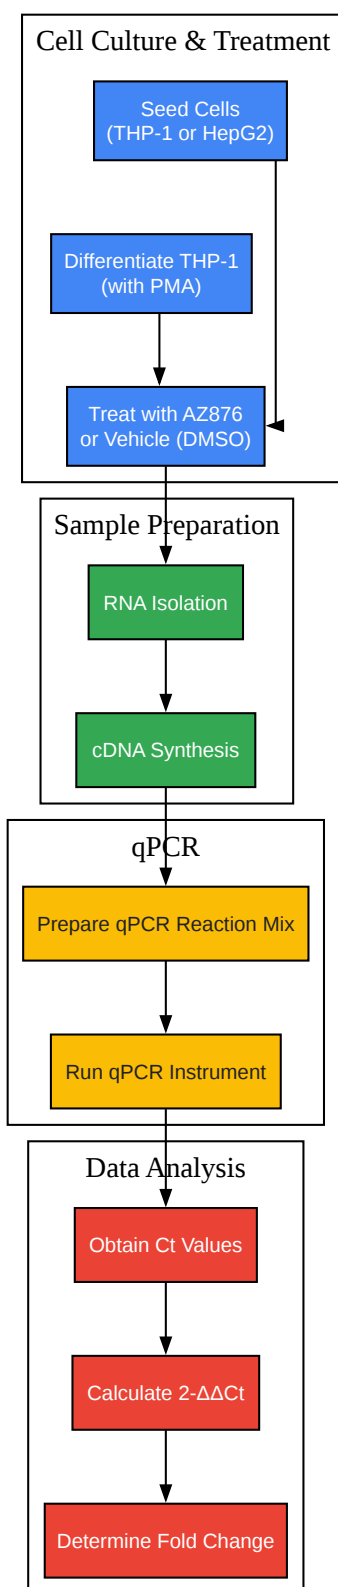 Cell Culture & Treatment
Seed Cells
(THP-1 or HepG2)
Differentiate THP-1
(with PMA)
Treat with AZ876
or Vehicle (DMSO)
Sample Preparation
RNA Isolation
cDNA Synthesis
qPCR
Prepare qPCR Reaction Mix
Run qPCR Instrument
Data Analysis
Obtain Ct Values
Calculate 2-ΔΔCt
Determine Fold Change